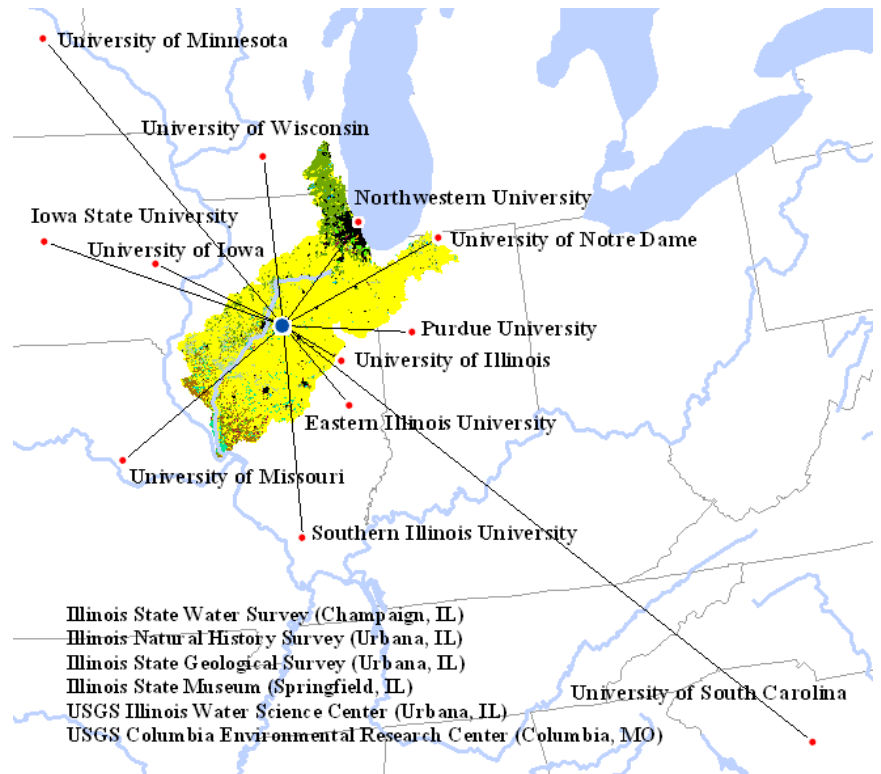 University of Minnesota
University of Wisconsin
Northwestern University
Iowa State University
University of Notre Dame
University of Iowa
Purdue University
University of Illinois
Eastern Illinois University
University of Missouri
Southern Illinois University
Illinois State Water Survey (Champaign, IL)
Illinois Natural History Survey (Urbana, IL)
Illinois State Geological Survey (Urbana, IL)
Illinois State Museum (Springfield, IL)
University of South Carolina
USGS Illinois Water Science Center (Urbana, IL)
USGS Columbia Environmental Research Center (Columbia, MO)